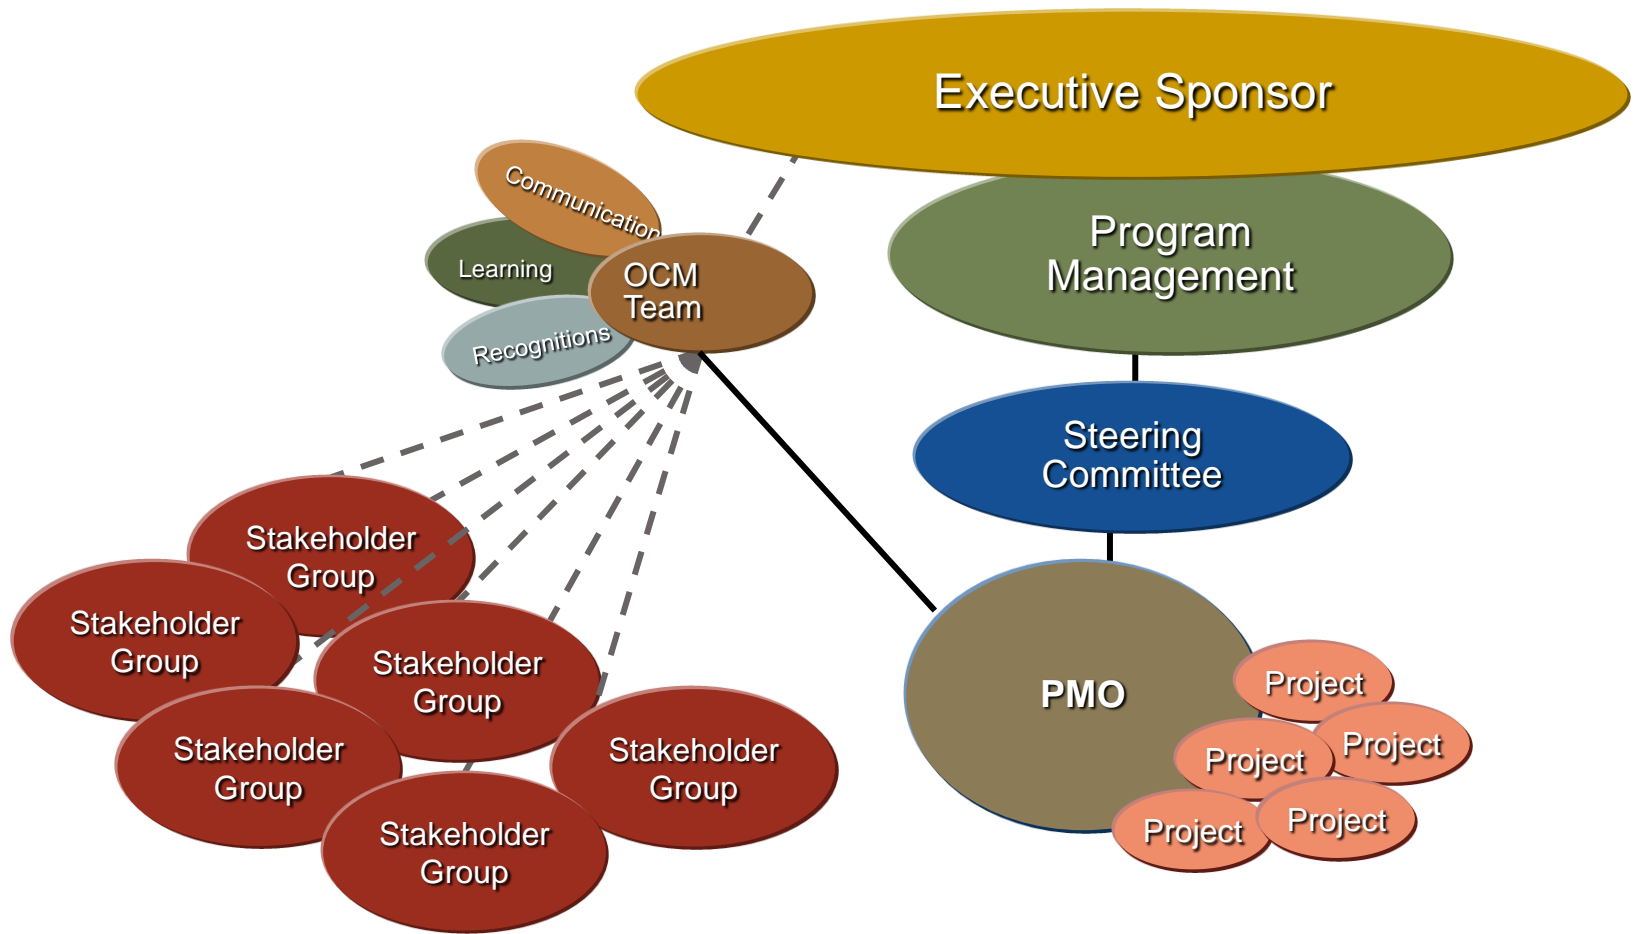 Executive Sponsor
Communication
Learning
Recognitions
OCM
Team
Program
Management
Steering
Committee
PMO
Project
Project
Project
Project
Project
Stakeholder
Group
Stakeholder
Group
Stakeholder
Group
Stakeholder
Group
Stakeholder
Group
Stakeholder
Group